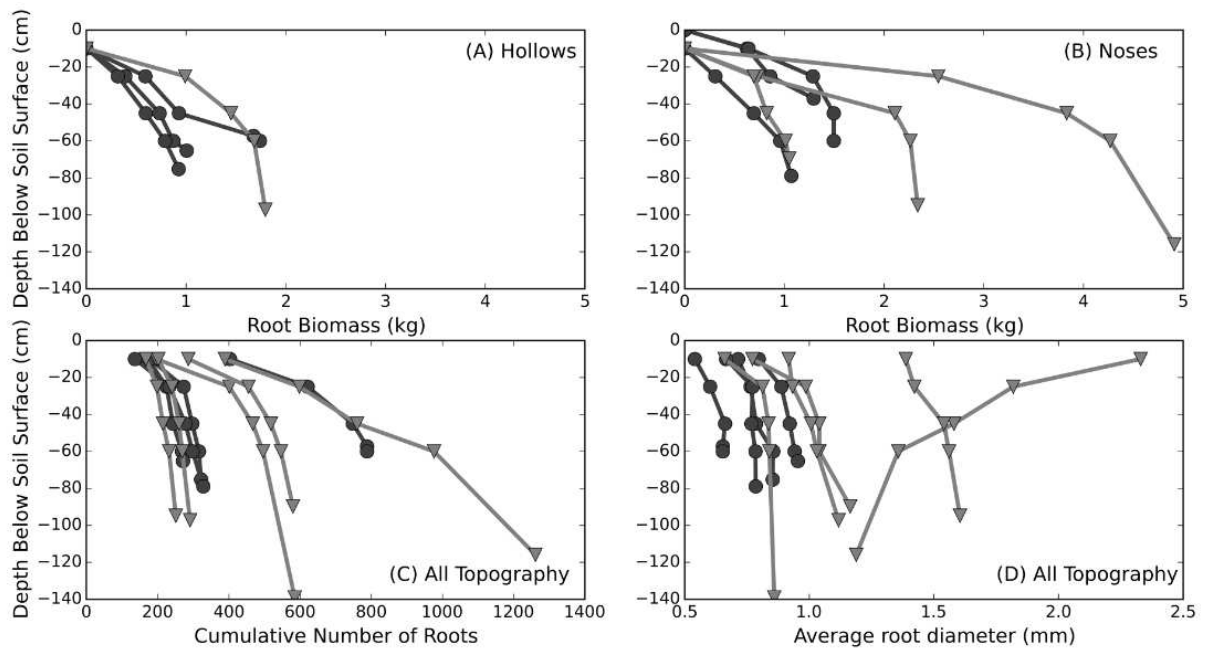 (A) Hollows
Depth Below Soil Surface (cm)
0
−20
−40
−60
−80
−100
−120
−140
0 1 2 3 4 5
Root Biomass (kg)
(B) Noses
0
−20
−40
−60
−80
−100
−120
−140
0 1 2 3 4 5
Root Biomass (kg)
Depth Below Soil Surface (cm)
0
−20
−40
−60
−80
−100
−120
−140
(C) All Topography
0 200 400 600 800 1000 1200 1400
Cumulative Number of Roots
0
−20
−40
−60
−80
−100
−120
−140
(D) All Topography
0.5 1.0 1.5 2.0 2.5
Average root diameter (mm)